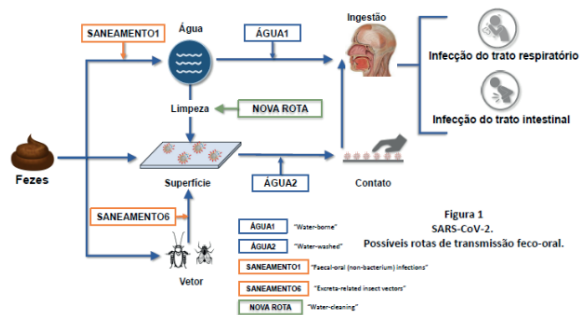 SANEAMENTO1
Água
ÁGUA1
Ingestão
Infecção do trato respiratório
Limpeza
NOVA ROTA
Infecção do trato intestinal
Fezes
Superfície
ÁGUA2
Contato
SANEAMENTO6
Vetor
ÁGUA1 "Water-borne"
ÁGUA2 "Water-washed"
SANEAMENTO1 "Faecal-oral (non-bacterium) infections"
SANEAMENTO6 "Excreta-related insect vectors"
NOVA ROTA "Water-cleaning"
Figura 1
SARS-CoV-2.
Possíveis rotas de transmissão feco-oral.